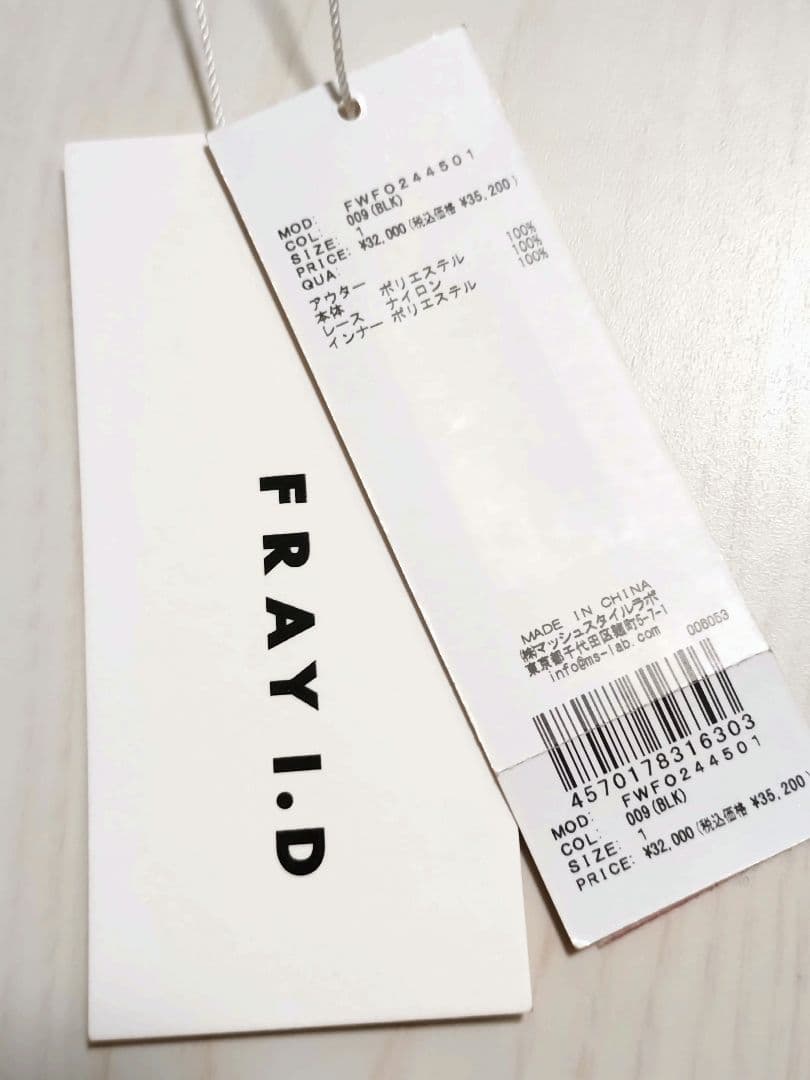 FRAY I.D
MOD: FWFO244501
COL: 009(BLK)
SIZE: 1
PRICE: ¥32,000(税込価格 ¥35,200)
QUA:
アウター
本体 ポリエステル 100%
レース ナイロン 100%
インナー ポリエステル 100%
MADE IN CHINA
㈱マッシュスタイルラボ
東京都千代田区麹町5-7-1
info@ms-lab.com
006053
4570178316303
MOD: FWFO244501
COL: 009(BLK)
SIZE: 1
PRICE: ¥32,000(税込価格 ¥35,200)